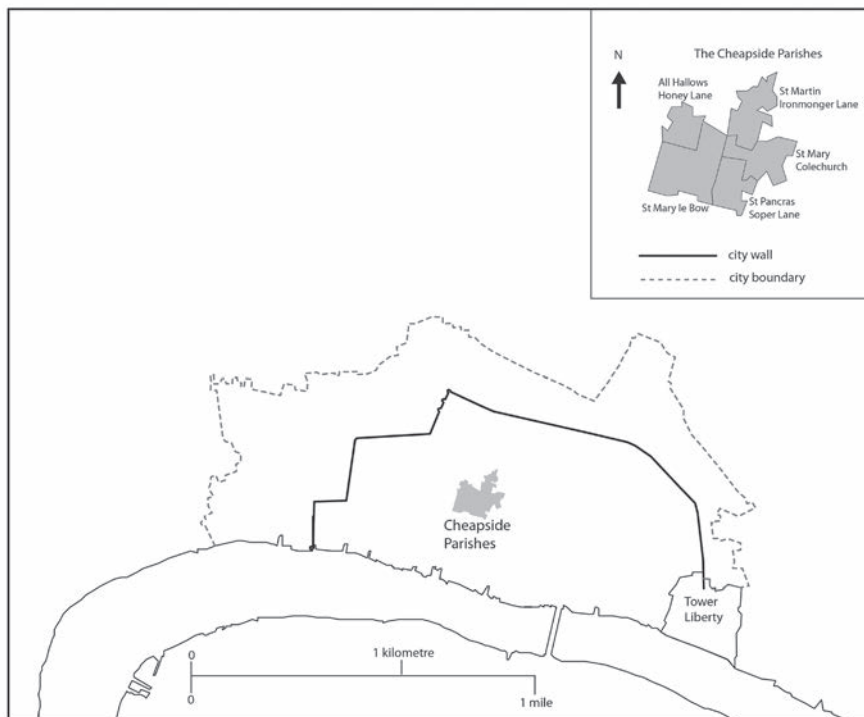 N
The Cheapside Parishes
All Hallows
Honey Lane
St Martin
Ironmonger Lane
St Mary
Colechurch
St Mary le Bow
St Pancras
Soper Lane
city wall
city boundary
Cheapside
Parishes
Tower
Liberty
0
1 kilometre
0
1 mile